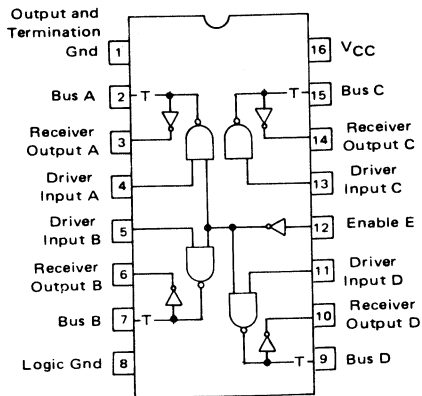 Output and
Termination
Gnd
1
Bus A
2
T
Receiver
Output A
3
Driver
Input A
4
Driver
Input B
5
Receiver
Output B
6
Bus B
7
T
Logic Gnd
8
16
VCC
T
15
Bus C
14
Receiver
Output C
13
Driver
Input C
12
Enable E
11
Driver
Input D
10
Receiver
Output D
T
9
Bus D